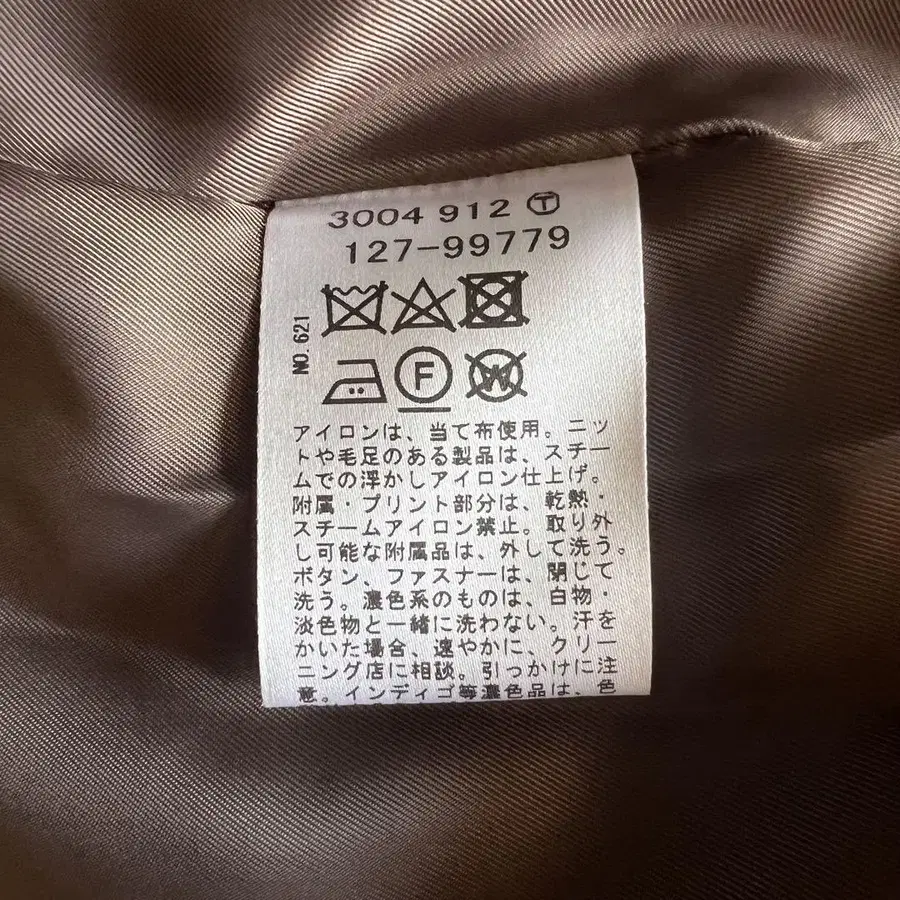 3004 912 Ⓣ
127-99779
NO.621
F
W
アイロンは、当て布使用。ニッ
トや毛足のある製品は、スチー
ムでの浮かしアイロン仕上げ。
附属・プリント部分は、乾熱・
スチームアイロン禁止。取り外
し可能な附属品は、外して洗う。
ボタン、ファスナーは、閉じて
洗う。濃色系のものは、白物・
淡色物と一緒に洗わない。汗を
かいた場合、速やかに、クリー
ニング店に相談。引っかけに注
意。インディゴ等濃色品は、色